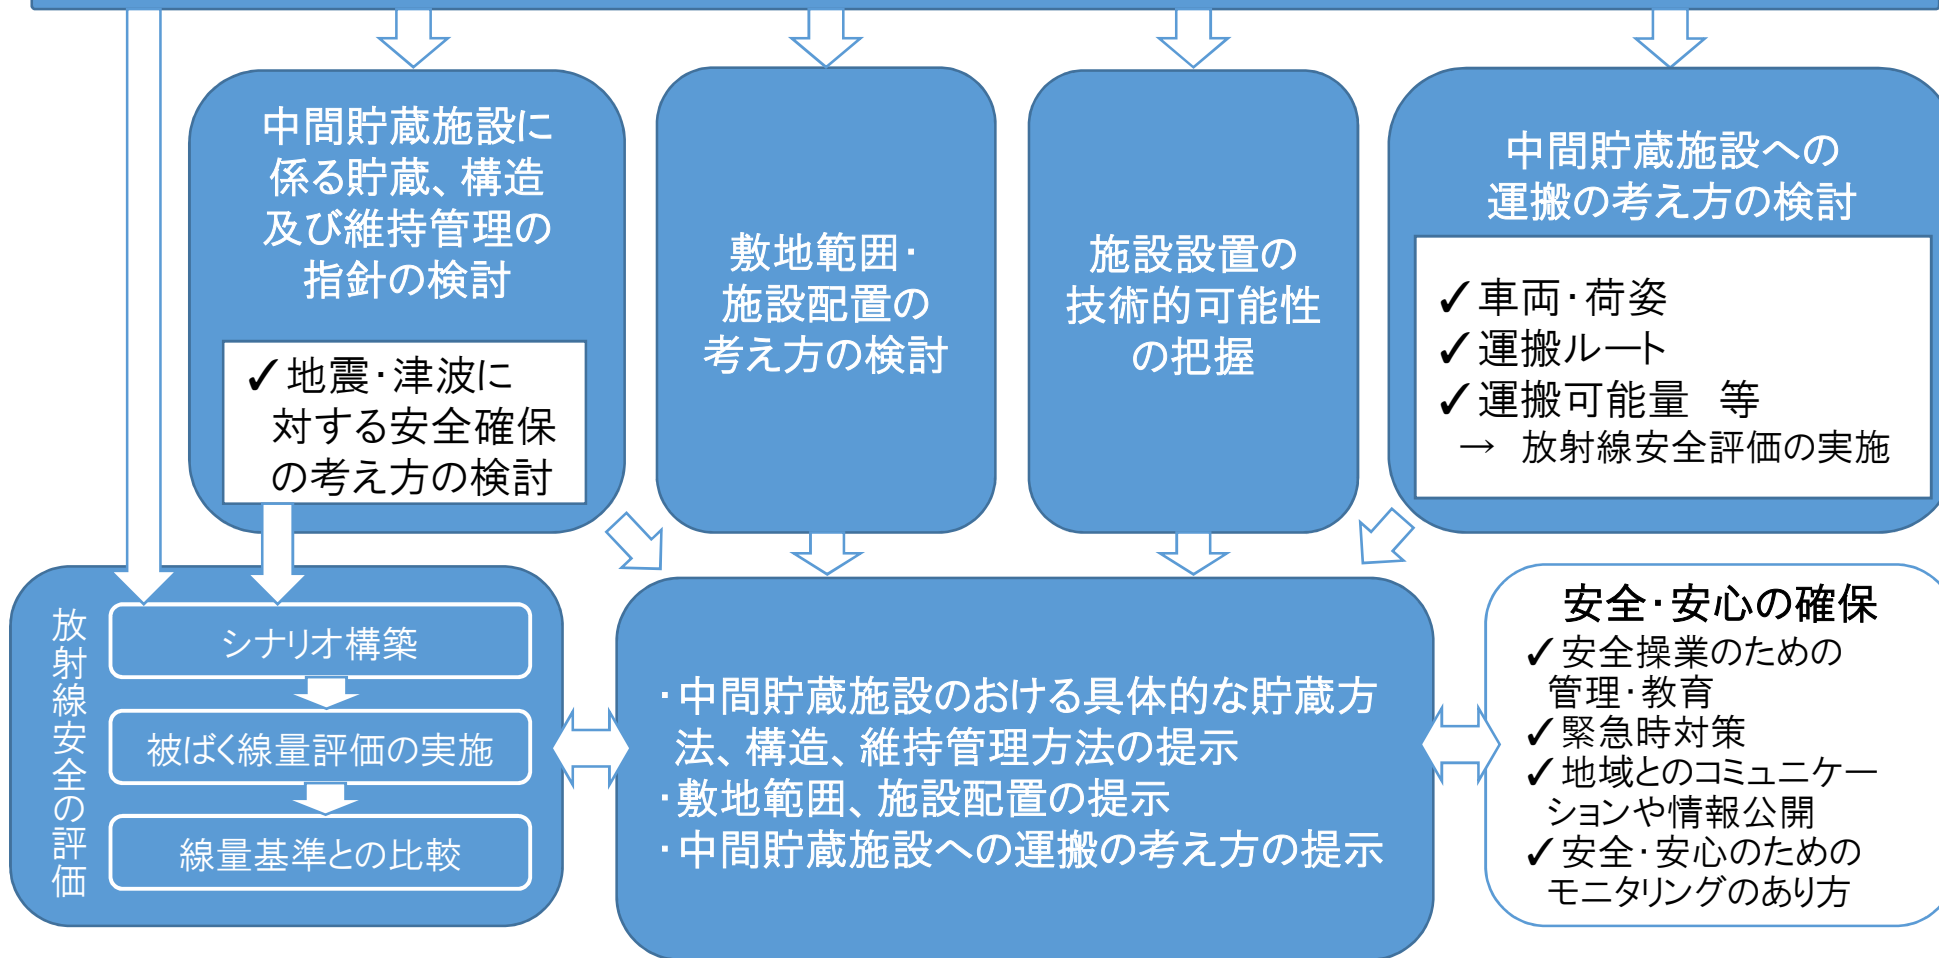 中間貯蔵施設に
係る貯蔵、構造
及び維持管理の
指針の検討
✓地震・津波に
対する安全確保
の考え方の検討
敷地範囲・
施設配置の
考え方の検討
施設設置の
技術的可能性
の把握
中間貯蔵施設への
運搬の考え方の検討
✓車両・荷姿
✓運搬ルート
✓運搬可能量　等
→　放射線安全評価の実施
放射線安全の評価
シナリオ構築
被ばく線量評価の実施
線量基準との比較
・中間貯蔵施設のおける具体的な貯蔵方
法、構造、維持管理方法の提示
・敷地範囲、施設配置の提示
・中間貯蔵施設への運搬の考え方の提示
安全・安心の確保
✓安全操業のための
管理・教育
✓緊急時対策
✓地域とのコミュニケー
ションや情報公開
✓安全・安心のための
モニタリングのあり方